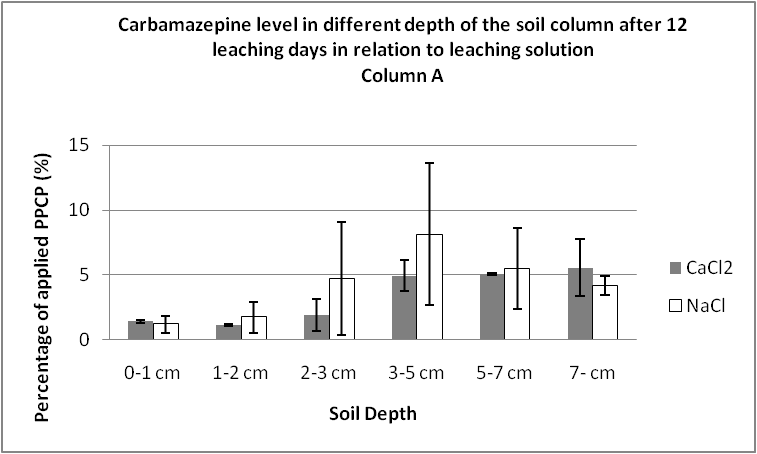 Carbamazepine level in different depth of the soil column after 12
leaching days in relation to leaching solution
Column A
Percentage of applied PPCP (%)
15
10
5
0
CaCl2
NaCl
0-1 cm 1-2 cm 2-3 cm 3-5 cm 5-7 cm 7- cm
Soil Depth